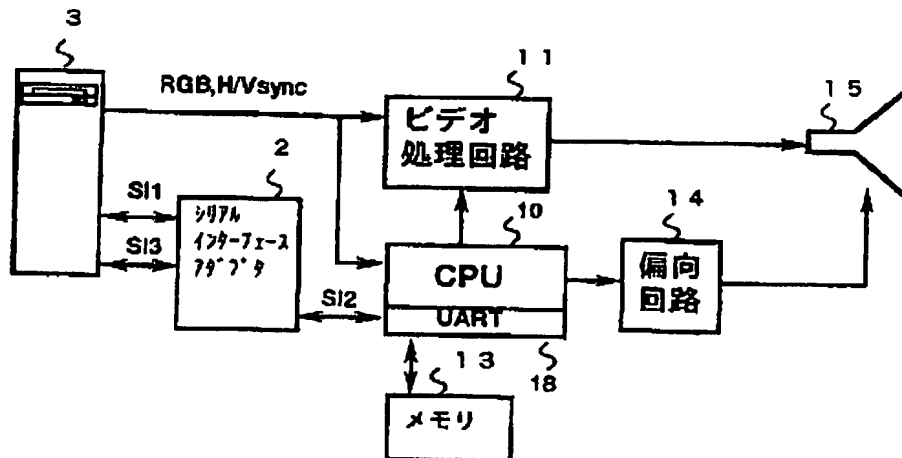 3
RGB,H/Vsync
11
ビデオ
処理回路
15
2
SI1
SI3
シリアル
インターフェース
アダプタ
SI2
10
CPU
UART
18
14
偏向
回路
13
メモリ